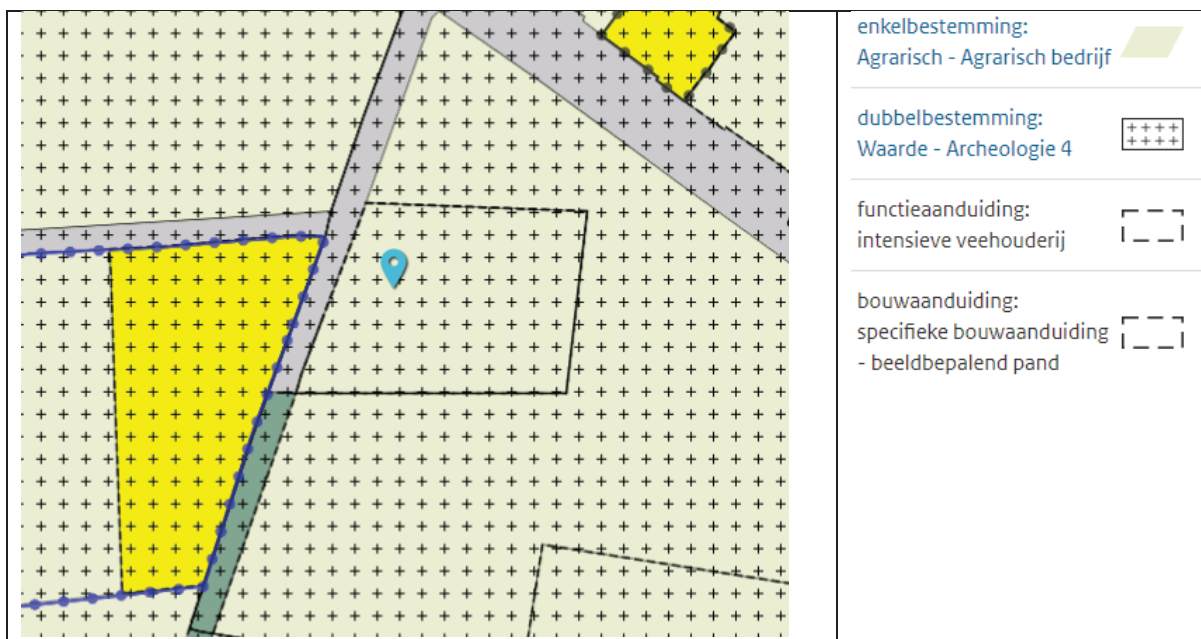 enkelbestemming:
Agrarisch - Agrarisch bedrijf
dubbelbestemming:
Waarde - Archeologie 4
functieaanduiding:
intensieve veehouderij
bouwaanduiding:
specifieke bouwaanduiding
- beeldbepalend pand